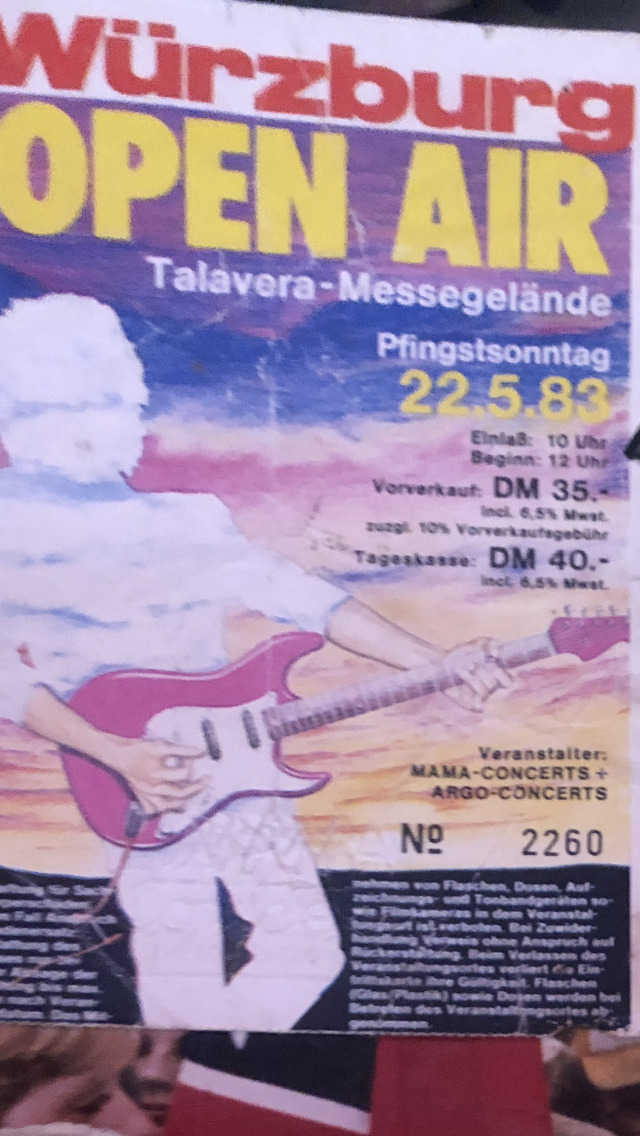 Würzburg
OPEN AIR
Talavera-Messegelände
Pfingstsonntag
22.5.83
Einlaß: 10 Uhr
Beginn: 12 Uhr
Vorverkauf: DM 35.-
incl. 6,5% Mwst.
zuzgl. 10% Vorverkaufsgebühr
Tageskasse: DM 40.-
incl. 6,5% Mwst.
Veranstalter:
MAMA-CONCERTS +
ARGO-CONCERTS
Nº 2260
nehmen von Flaschen, Dosen, Auf-
zeichnungs- und Tonbandgeräten so-
wie Filmkameras in dem Veranstal-
ist verboten. Bei Zuwider-
handlung Verweis ohne Anspruch auf
Rückerstattung. Beim Verlassen des
Veranstaltungsortes verliert die Ein-
trittskarte ihre Gültigkeit. Flaschen
(Glas/Plastik) sowie Dosen werden bei
Betreten des Veranstaltungsortes ab-
genommen.